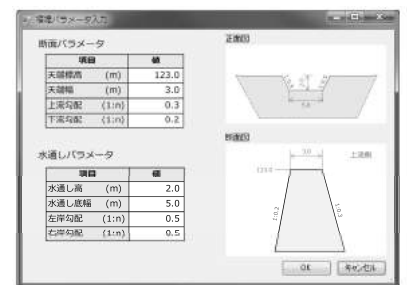 堰堤パラメータ入力
断面パラメータ
項目 値
天端標高 (m) 123.0
天端幅 (m) 3.0
上流勾配 (1:n) 0.3
下流勾配 (1:n) 0.2
水通しパラメータ
項目 値
水通し高 (m) 2.0
水通し底幅 (m) 5.0
左岸勾配 (1:n) 0.5
右岸勾配 (1:n) 0.5
正面図
5.0
断面図
3.0
上流側
123.0
1:0.2
1:0.3
OK
キャンセル